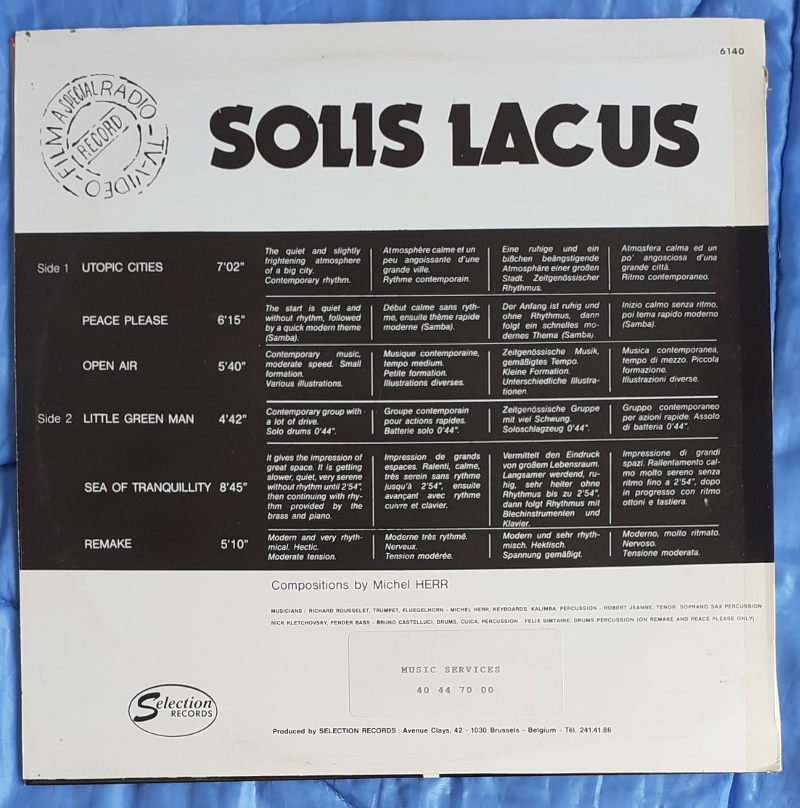 6140
A SPECIAL RADIO – TV – VIDEO – FILM
RECORD
SOLIS LACUS
Side 1 UTOPIC CITIES 7'02"
The quiet and slightly
frightening atmosphere
of a big city.
Contemporary rhythm.
Atmosphère calme et un
peu angoissante d'une
grande ville.
Rythme contemporain.
Eine ruhige und ein
bißchen beängstigende
Atmosphäre einer großen
Stadt. Zeitgenössischer
Rhythmus.
Atmosfera calma ed un
po' angosciosa d'una
grande città.
Ritmo contemporaneo.
PEACE PLEASE 6'15"
The start is quiet and
without rhythm, followed
by a quick modern theme
(Samba).
Début calme sans ryth-
me, ensuite thème rapide
moderne (Samba).
Der Anfang ist ruhig und
ohne Rhythmus, dann
folgt ein schnelles mo-
dernes Thema (Samba).
Inizio calmo senza ritmo,
poi tema rapido moderno
(Samba).
OPEN AIR 5'40"
Contemporary music,
moderate speed. Small
formation.
Various illustrations.
Musique contemporaine,
tempo medium.
Petite formation.
Illustrations diverses.
Zeitgenössische Musik,
gemäßigtes Tempo.
Kleine Formation.
Unterschiedliche Illustra-
tionen.
Musica contemporanea,
tempo di mezzo. Piccola
formazione.
Illustrazioni diverse.
Side 2 LITTLE GREEN MAN 4'42"
Contemporary group with
a lot of drive.
Solo drums 0'44".
Groupe contemporain
pour actions rapides.
Batterie solo 0'44".
Zeitgenössische Gruppe
mit viel Schwung.
Soloschlagzeug 0'44".
Gruppo contemporaneo
per azioni rapide. Assolo
di batteria 0'44".
SEA OF TRANQUILLITY 8'45"
It gives the impression of
great space. It is getting
slower, quiet, very serene
without rhythm until 2'54",
then continuing with rhy-
thm provided by the
brass and piano.
Impression de grands
espaces. Ralenti, calme,
très serein sans rythme
jusqu'à 2'54", ensuite
avançant avec rythme
cuivre et clavier.
Vermittelt den Eindruck
von großem Lebensraum.
Langsamer werdend, ru-
hig, sehr heiter ohne
Rhythmus bis zu 2'54",
dann folgt Rhythmus mit
Blechinstrumenten und
Klavier.
Impressione di grandi
spazi. Rallentamento cal-
mo molto sereno senza
ritmo fino a 2'54", dopo
in progresso con ritmo
ottoni e tastiera.
REMAKE 5'10"
Modern and very rhyth-
mical. Hectic.
Moderate tension.
Moderne très rythmé.
Nerveux.
Tension modérée.
Modern und sehr rhyth-
misch. Hektisch.
Spannung gemäßigt.
Moderno, molto ritmato.
Nervoso.
Tensione moderata.
Compositions by Michel HERR
MUSICIANS : RICHARD ROUSSELET, TRUMPET, FLUEGELHORN – MICHEL HERR, KEYBOARDS, KALIMBA, PERCUSSION – ROBERT JEANNE, TENOR, SOPRANO SAX PERCUSSION –
NICK KLETCHOVSKY, FENDER BASS – BRUNO CASTELLUCI, DRUMS, CUICA, PERCUSSION – FELIX SIMTAINE, DRUMS PERCUSSION (ON REMAKE AND PEACE PLEASE ONLY)
MUSIC SERVICES
40 44 70 00
Selection
RECORDS
Produced by SELECTION RECORDS : Avenue Clays, 42 - 1030 Brussels - Belgium - Tél. 241.41.86